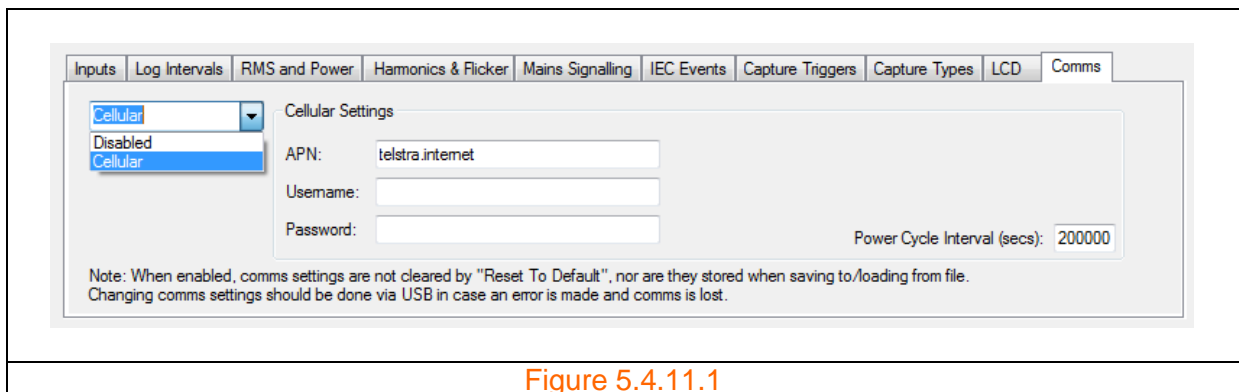 Inputs Log Intervals RMS and Power Harmonics & Flicker Mains Signalling IEC Events Capture Triggers Capture Types LCD Comms
Cellular
Disabled
Cellular
Cellular Settings
APN: telstra.internet
Username:
Password:
Power Cycle Interval (secs): 200000
Note: When enabled, comms settings are not cleared by "Reset To Default", nor are they stored when saving to/loading from file.
Changing comms settings should be done via USB in case an error is made and comms is lost.
Figure 5.4.11.1